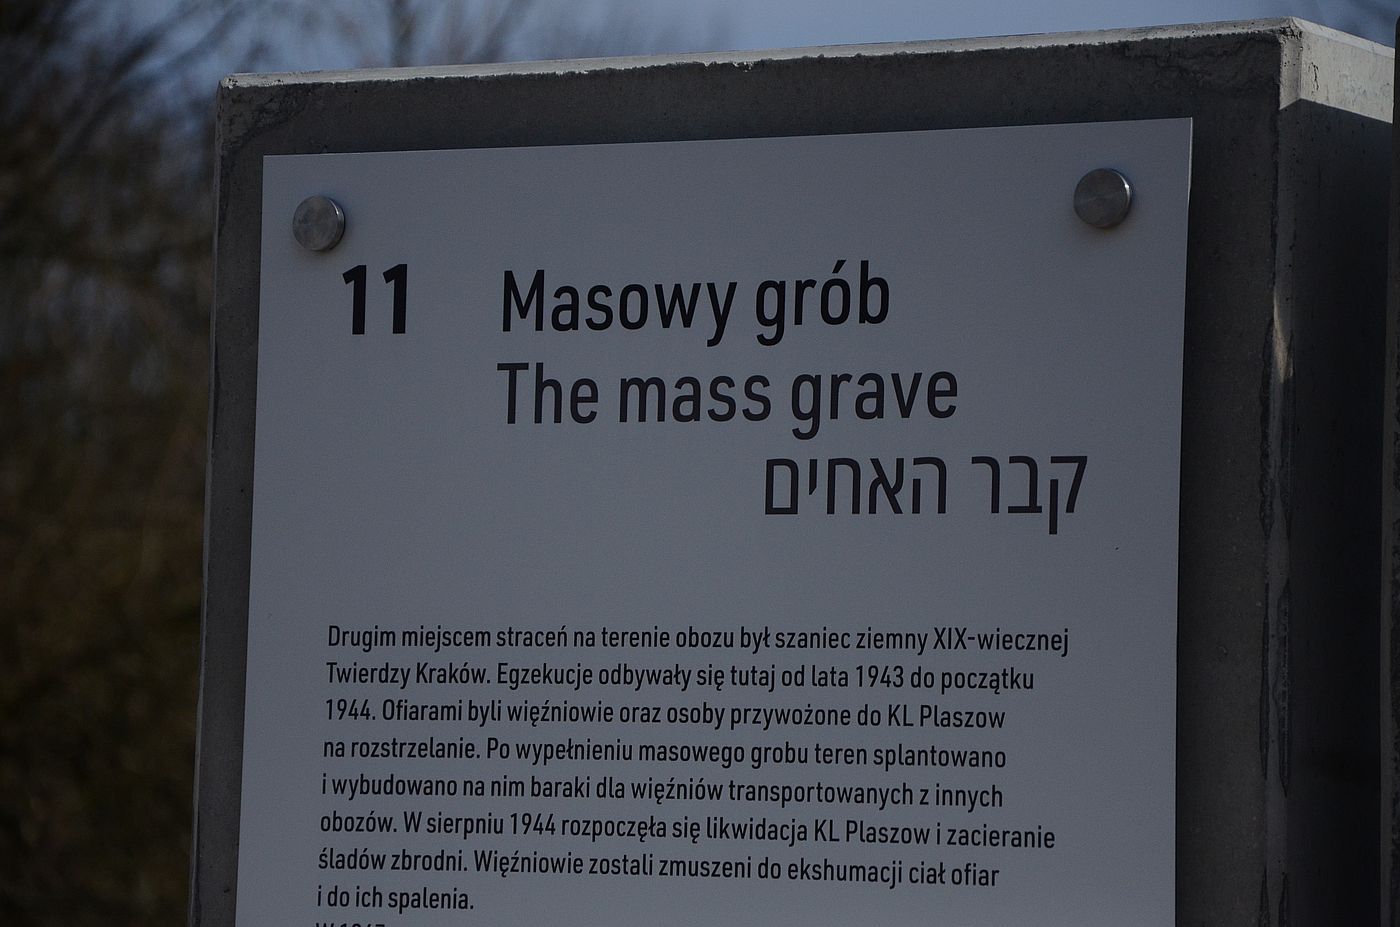 11 Masowy grób
The mass grave
קבר האחים
Drugim miejscem straceń na terenie obozu był szaniec ziemny XIX-wiecznej
Twierdzy Kraków. Egzekucje odbywały się tutaj od lata 1943 do początku
1944. Ofiarami byli więźniowie oraz osoby przywożone do KL Plaszow
na rozstrzelanie. Po wypełnieniu masowego grobu teren splantowano
i wybudowano na nim baraki dla więźniów transportowanych z innych
obozów. W sierpniu 1944 rozpoczęła się likwidacja KL Plaszow i zacieranie
śladów zbrodni. Więźniowie zostali zmuszeni do ekshumacji ciał ofiar
i do ich spalenia.